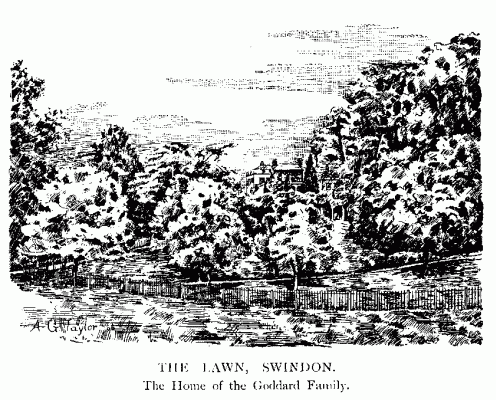 A. G. Taylor
THE LAWN, SWINDON.
The Home of the Goddard Family.